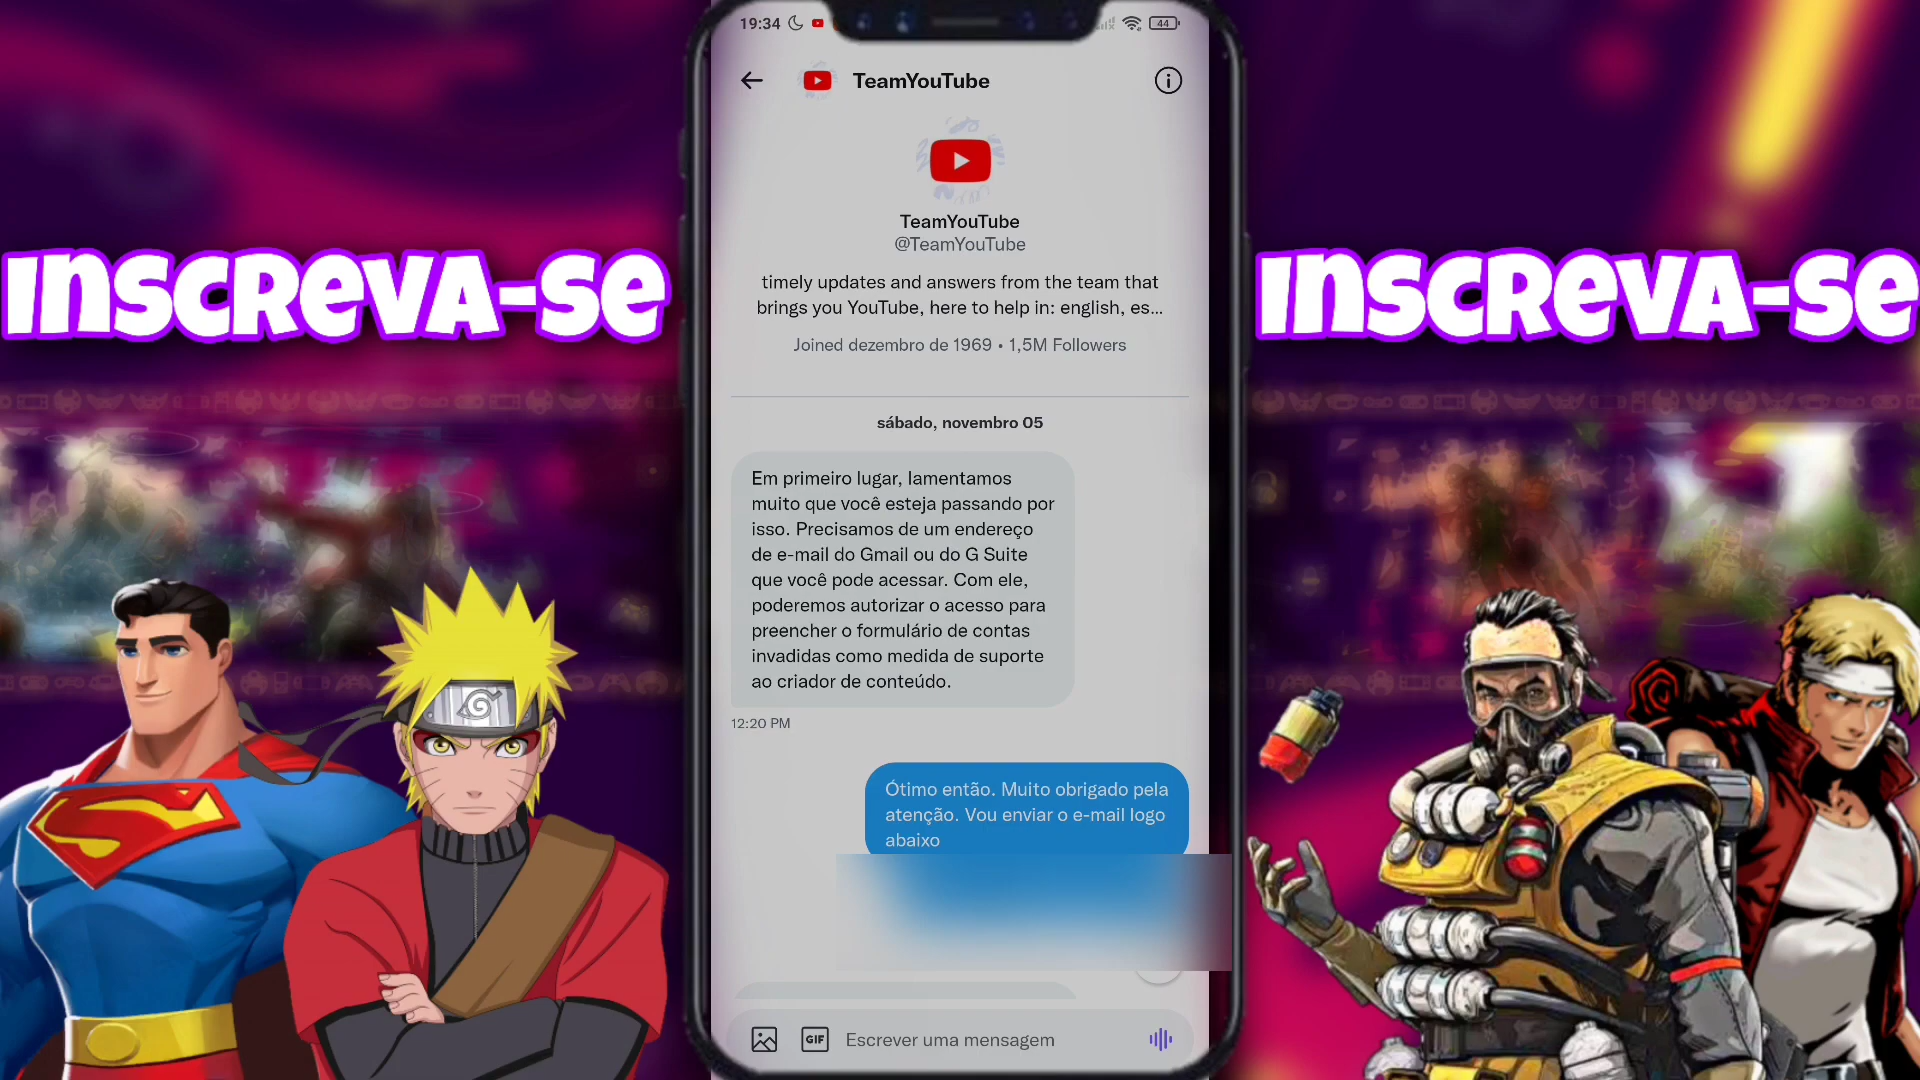 19:34
44
TeamYouTube
TeamYouTube
@TeamYouTube
timely updates and answers from the team that
brings you YouTube, here to help in: english, es...
Joined dezembro de 1969 • 1,5M Followers
INSCREVA-SE
INSCREVA-SE
sábado, novembro 05
Em primeiro lugar, lamentamos
muito que você esteja passando por
isso. Precisamos de um endereço
de e-mail do Gmail ou do G Suite
que você pode acessar. Com ele,
poderemos autorizar o acesso para
preencher o formulário de contas
invadidas como medida de suporte
ao criador de conteúdo.
12:20 PM
Ótimo então. Muito obrigado pela
atenção. Vou enviar o e-mail logo
abaixo
GIF
Escrever uma mensagem